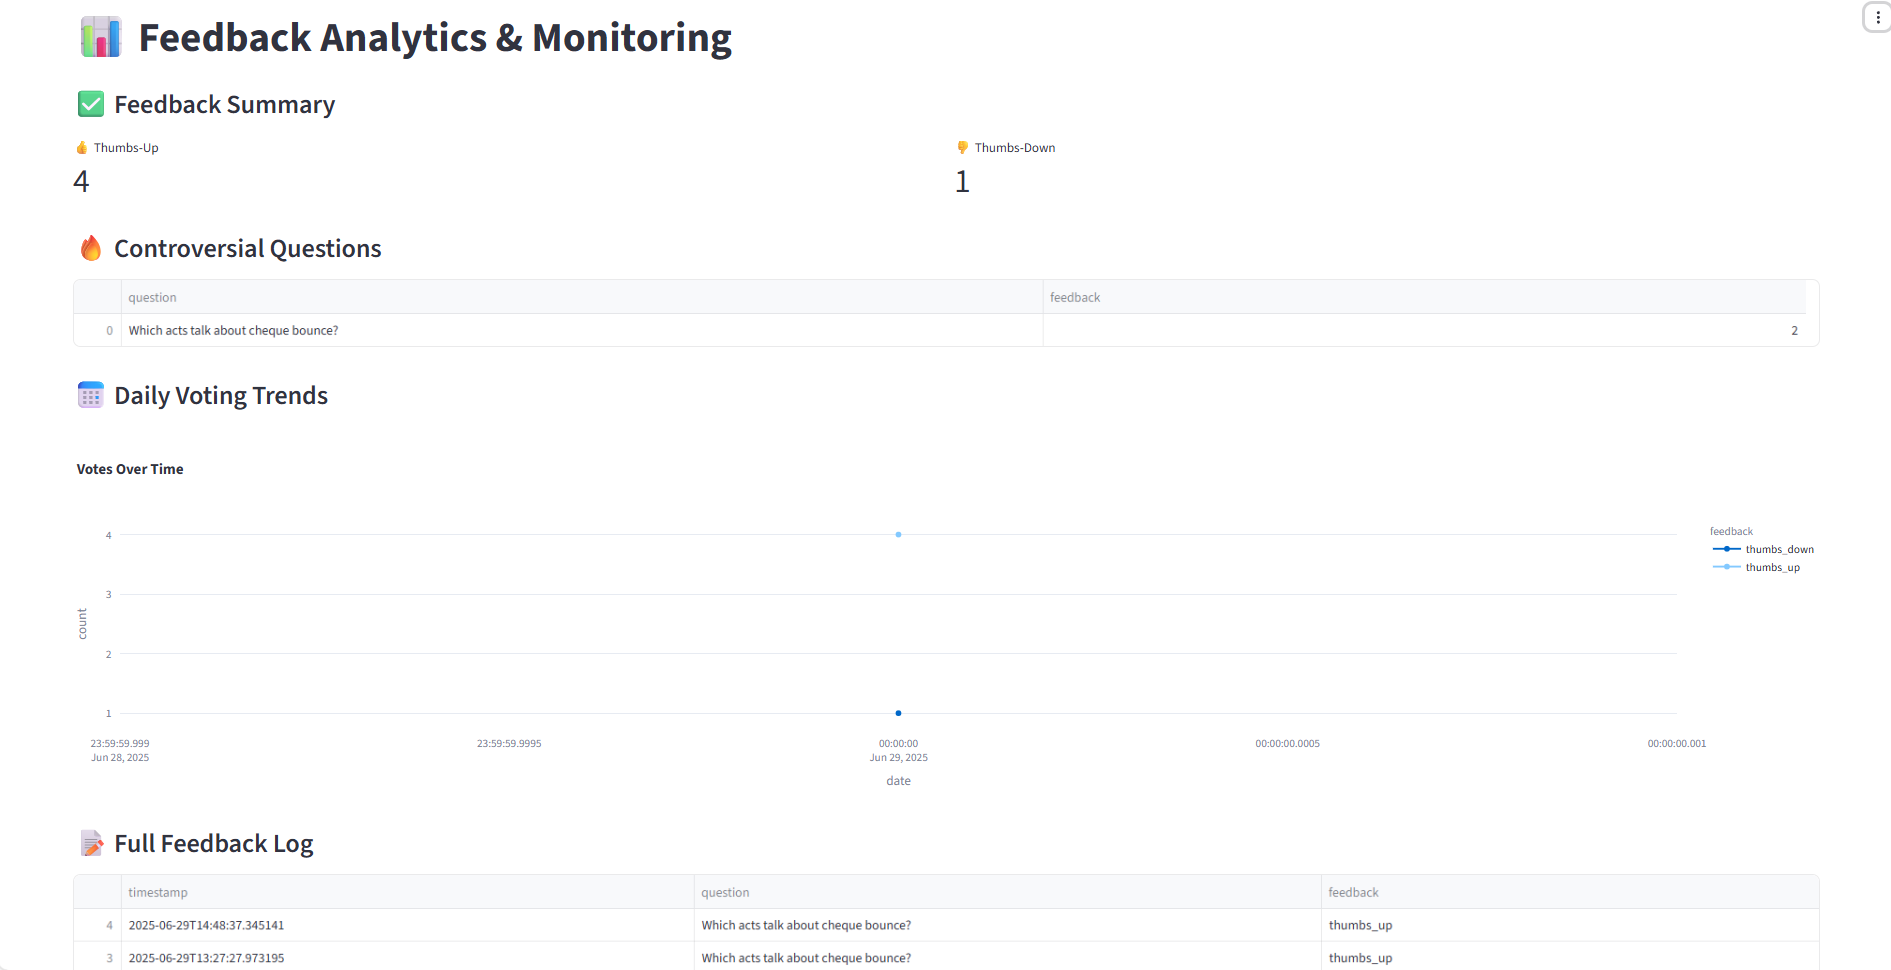 Feedback Analytics & Monitoring
Feedback Summary
Thumbs-Up
Thumbs-Down
4
1
Controversial Questions
question feedback
0 Which acts talk about cheque bounce? 2
Daily Voting Trends
Votes Over Time
feedback
thumbs_down
thumbs_up
4
3
2
1
count
23:59:59.999 23:59:59.9995 00:00:00 00:00:00.0005 00:00:00.001
Jun 28, 2025 Jun 29, 2025
date
Full Feedback Log
timestamp question feedback
4 2025-06-29T14:48:37.345141 Which acts talk about cheque bounce? thumbs_up
3 2025-06-29T13:27:27.973195 Which acts talk about cheque bounce? thumbs_up